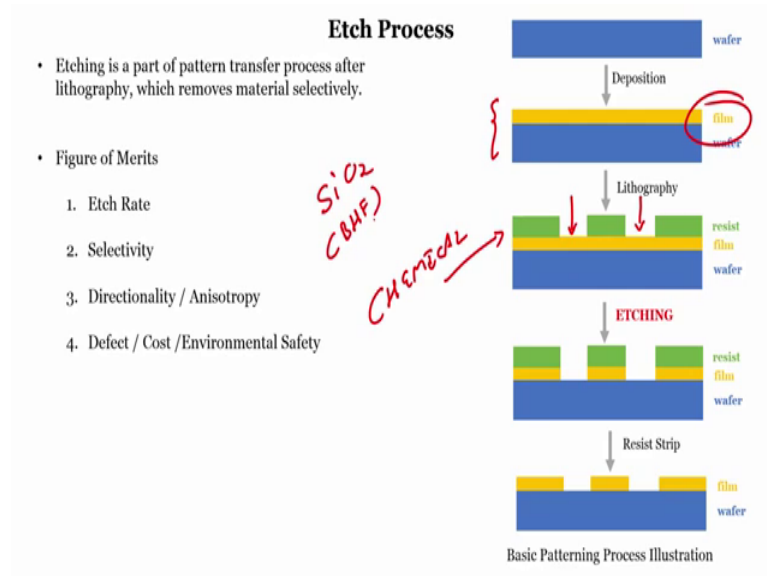 Etch Process
• Etching is a part of pattern transfer process after
lithography, which removes material selectively.
• Figure of Merits
1. Etch Rate
2. Selectivity
3. Directionality / Anisotropy
4. Defect / Cost /Environmental Safety
SiO2
(BHF)
CHEMICAL
wafer
Deposition
film
wafer
Lithography
resist
film
wafer
ETCHING
resist
film
wafer
Resist Strip
film
wafer
Basic Patterning Process Illustration